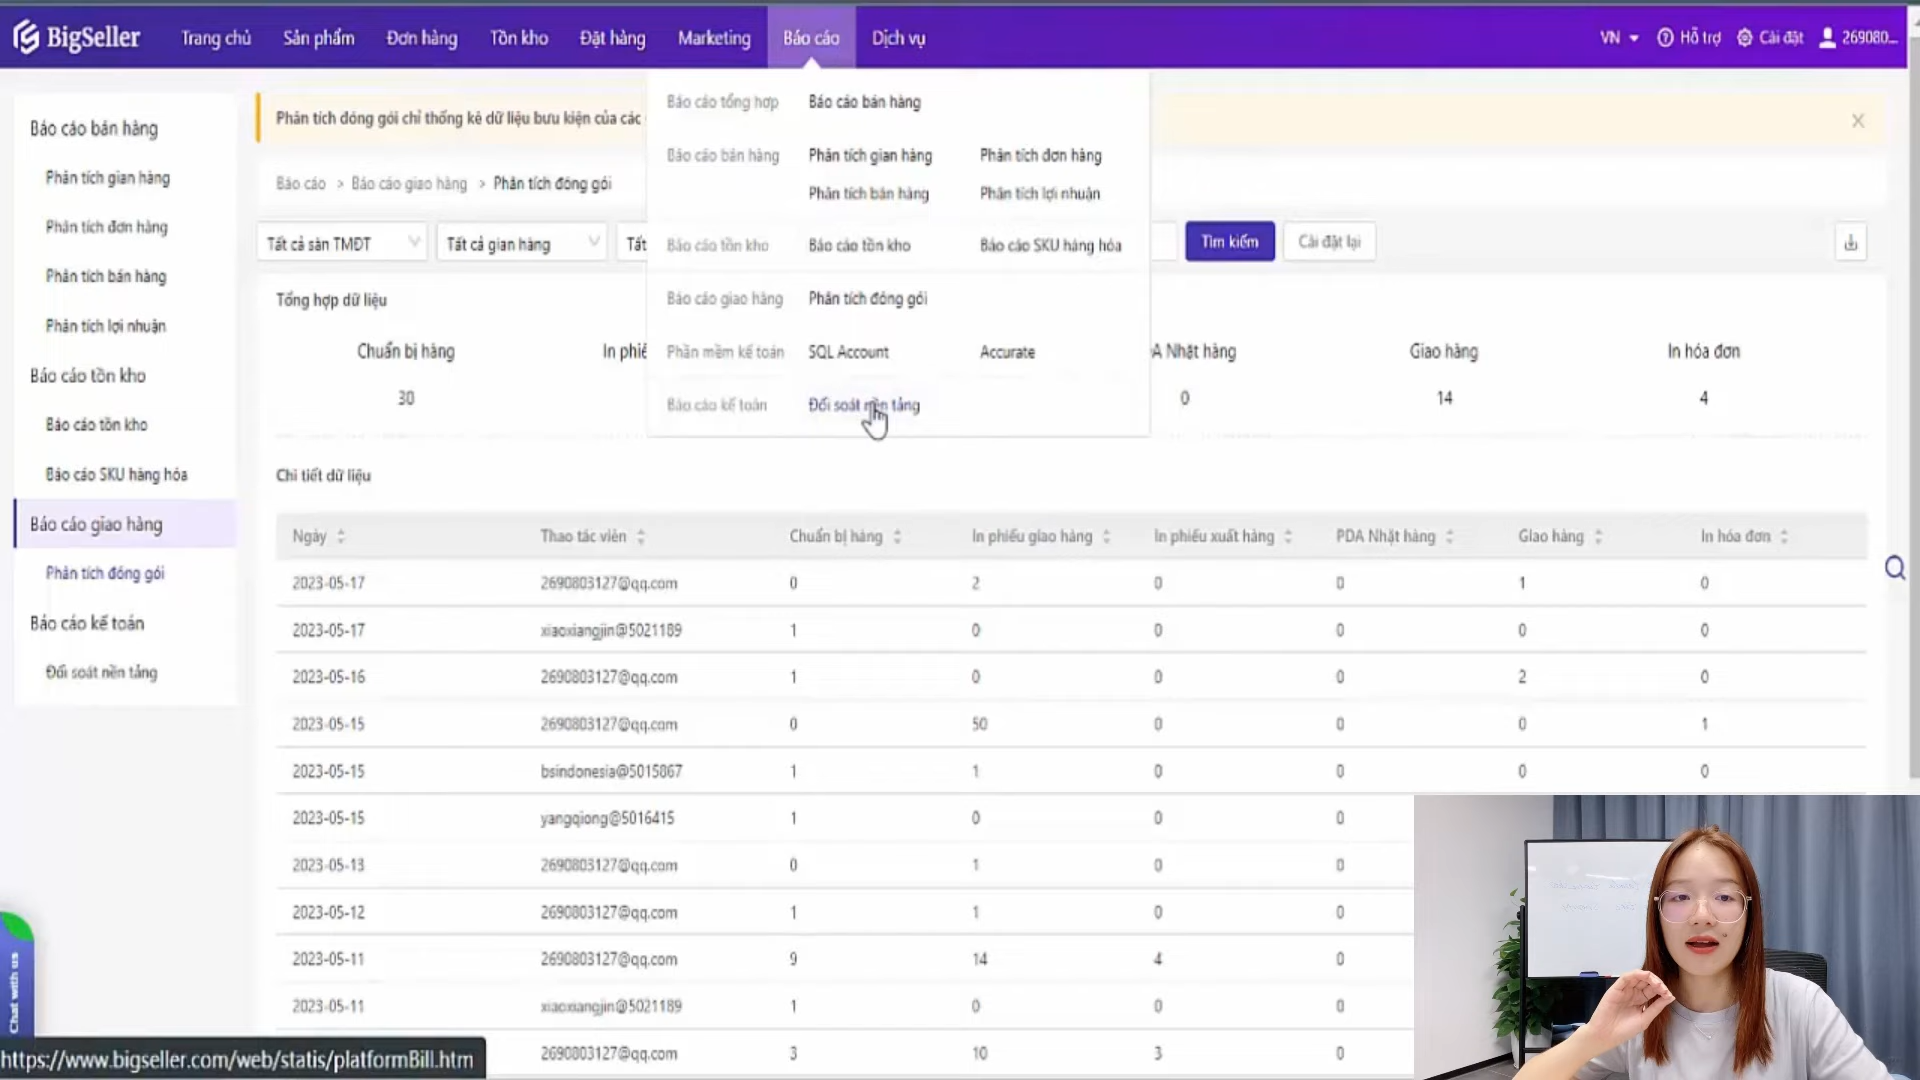 BigSeller Trang chủ Sản phẩm Đơn hàng Tồn kho Đặt hàng Marketing Báo cáo Dịch vụ VN Hỗ trợ Cài đặt 269080...
Báo cáo bán hàng
Phân tích gian hàng
Phân tích đơn hàng
Phân tích bán hàng
Phân tích lợi nhuận
Báo cáo tồn kho
Báo cáo tồn kho
Báo cáo SKU hàng hóa
Báo cáo giao hàng
Phân tích đóng gói
Báo cáo kế toán
Đối soát nền tảng
Phân tích đóng gói chỉ thống kê dữ liệu bưu kiện của các
Báo cáo > Báo cáo giao hàng > Phân tích đóng gói
Tất cả sàn TMĐT Tất cả gian hàng Tất Tìm kiếm Cài đặt lại
Báo cáo tổng hợp Báo cáo bán hàng
Báo cáo bán hàng Phân tích gian hàng Phân tích đơn hàng
Phân tích bán hàng Phân tích lợi nhuận
Báo cáo tồn kho Báo cáo tồn kho Báo cáo SKU hàng hóa
Báo cáo giao hàng Phân tích đóng gói
Phần mềm kế toán SQL Account Accurate
Báo cáo kế toán Đối soát nền tảng
Tổng hợp dữ liệu
Chuẩn bị hàng In phiế A Nhặt hàng Giao hàng In hóa đơn
30 0 14 4
Chi tiết dữ liệu
Ngày Thao tác viên Chuẩn bị hàng In phiếu giao hàng In phiếu xuất hàng PDA Nhặt hàng Giao hàng In hóa đơn
2023-05-17 2690803127@qq.com 0 2 0 0 1 0
2023-05-17 xiaoxiangjin@5021189 1 0 0 0 0 0
2023-05-16 2690803127@qq.com 1 0 0 0 2 0
2023-05-15 2690803127@qq.com 0 50 0 0 0 1
2023-05-15 bsindonesia@5015867 1 1 0 0 0 0
2023-05-15 yangqiong@5016415 1 0 0 0
2023-05-13 2690803127@qq.com 0 1 0 0
2023-05-12 2690803127@qq.com 1 1 0 0
2023-05-11 2690803127@qq.com 9 14 4 0
2023-05-11 xiaoxiangjin@5021189 1 0 0 0
2690803127@qq.com 3 10 3 0
Chat with us
https://www.bigseller.com/web/statis/platformBill.htm